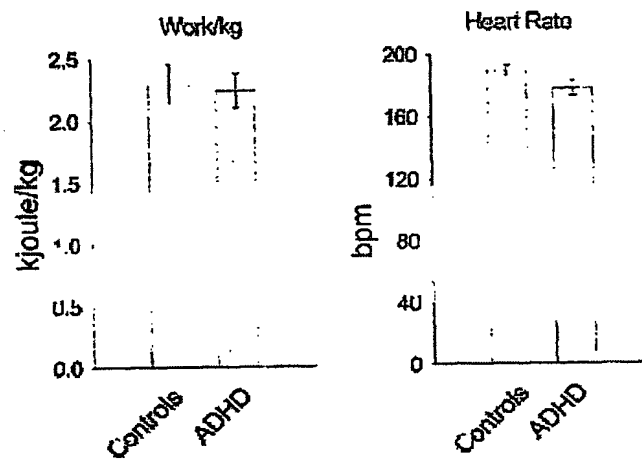 Work/kg
2.5
2.0
1.5
1.0
0.5
0.0
kjoule/kg
Controls
ADHD
Heart Rate
200
160
120
80
40
0
bpm
Controls
ADHD